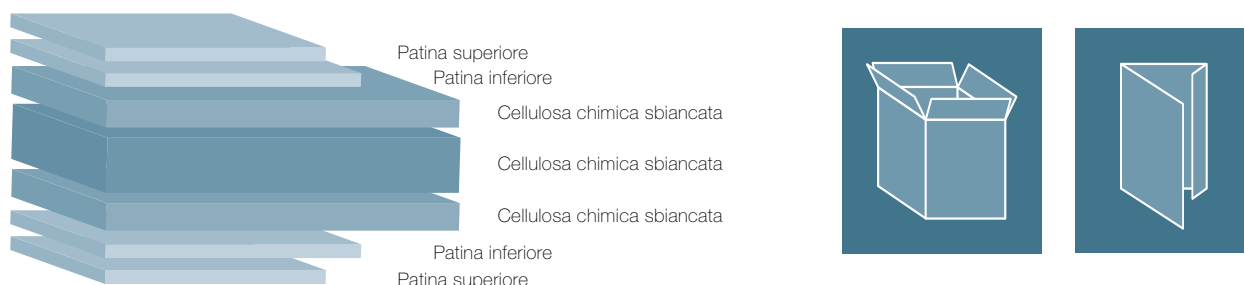 Patina superiore
Patina inferiore
Cellulosa chimica sbiancata
Cellulosa chimica sbiancata
Cellulosa chimica sbiancata
Patina inferiore
Patina superiore